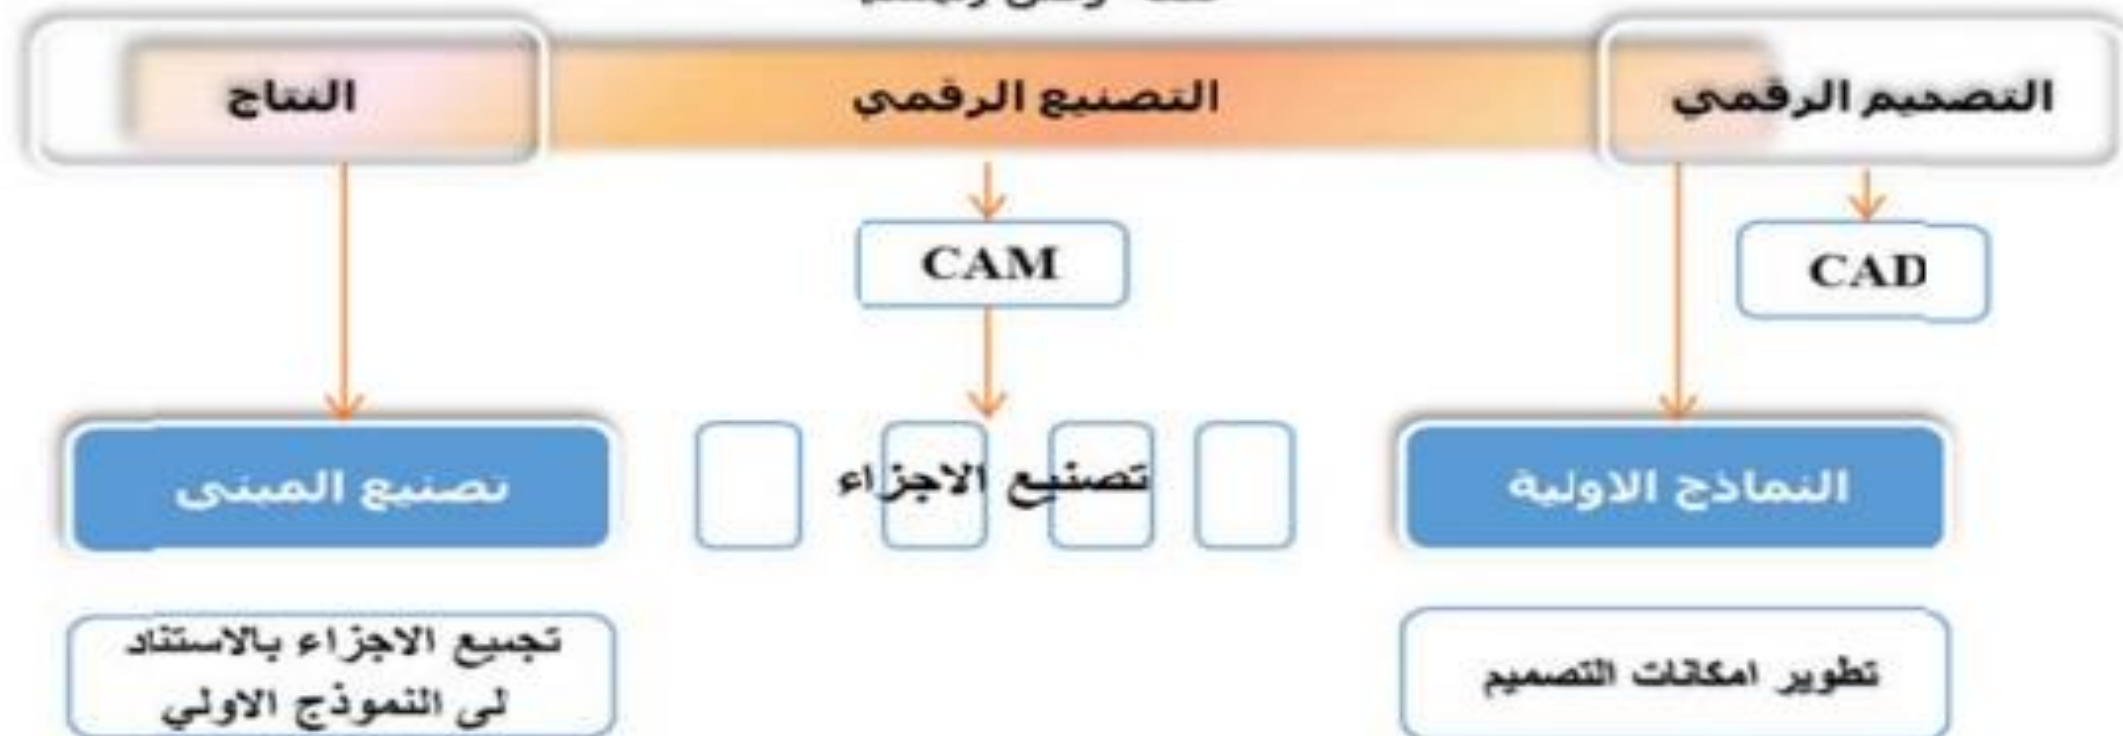 التصميم الرقمي
التصنيع الرقمي
النتاج
CAD
CAM
النماذج الاولية
تصنيع الاجزاء
تصنيع المبنى
تطوير امكانات التصميم
تجميع الاجزاء بالاستناد
لى النموذج الاولي